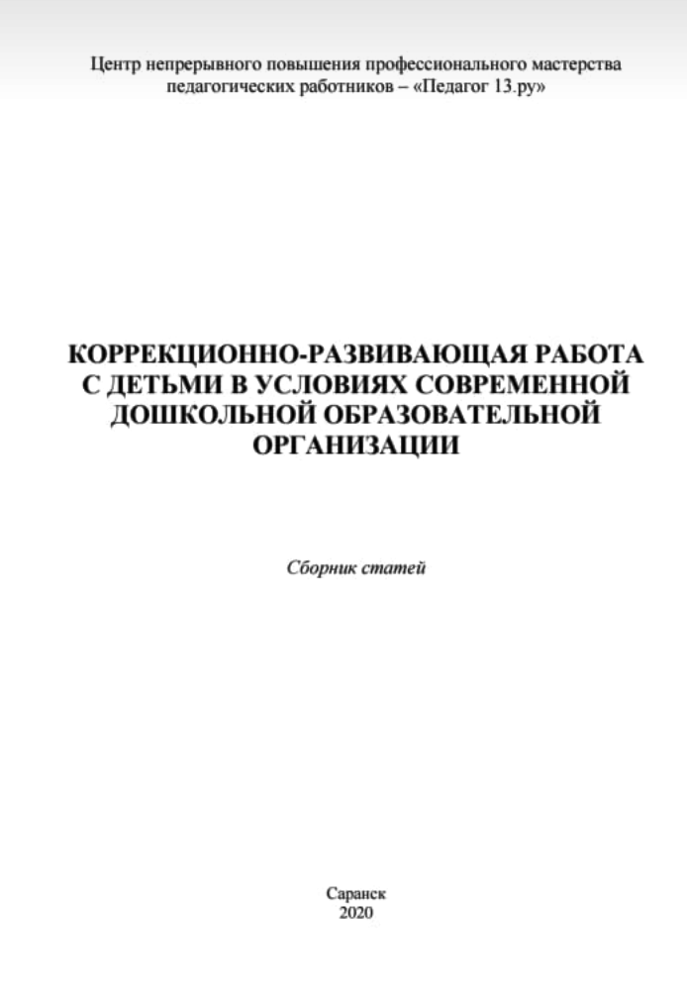 Центр непрерывного повышения профессионального мастерства
педагогических работников – «Педагог 13.ру»
КОРРЕКЦИОННО-РАЗВИВАЮЩАЯ РАБОТА
С ДЕТЬМИ В УСЛОВИЯХ СОВРЕМЕННОЙ
ДОШКОЛЬНОЙ ОБРАЗОВАТЕЛЬНОЙ
ОРГАНИЗАЦИИ
Сборник статей
Саранск
2020